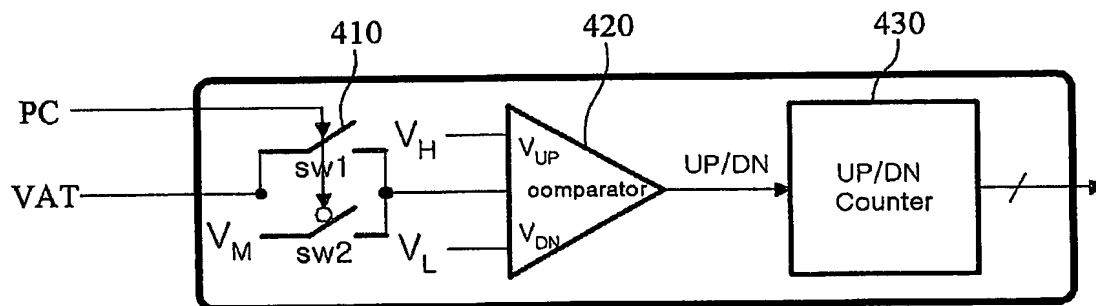 410
420
430
PC
VAT
sw1
V_M
sw2
V_H
V_L
V_UP
oomparator
V_DN
UP/DN
UP/DN
Counter